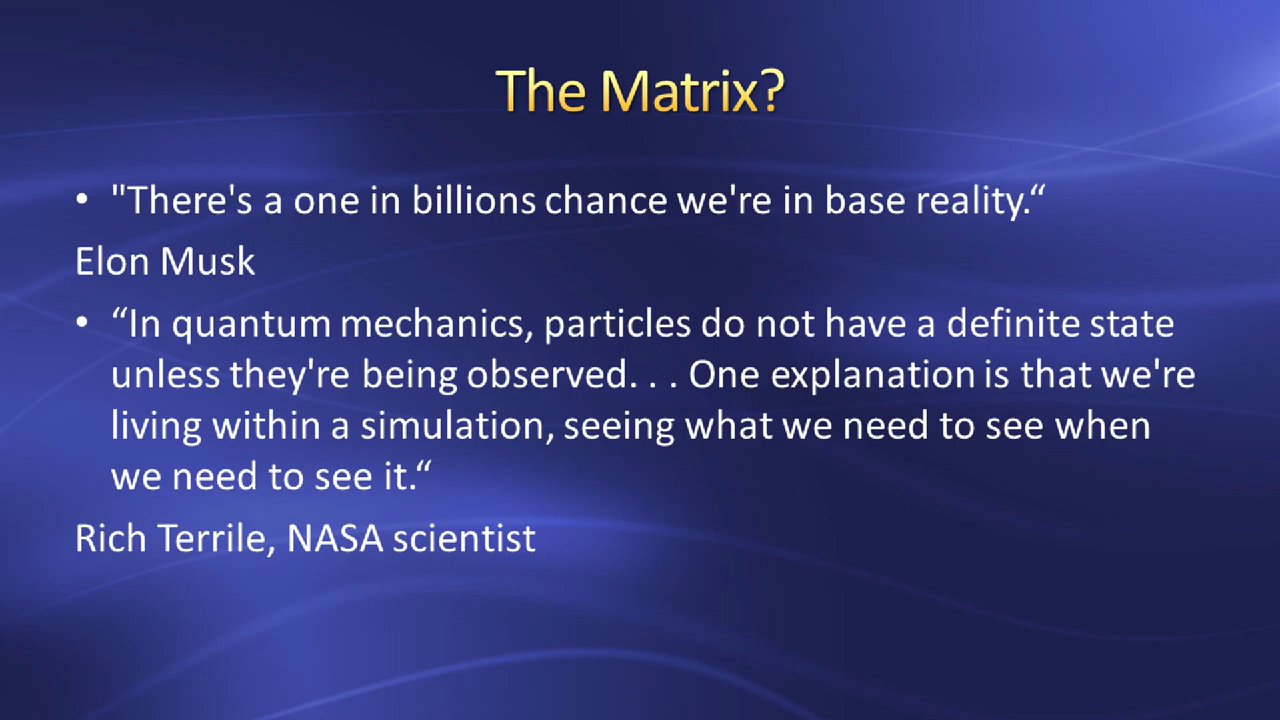 The Matrix?
• "There's a one in billions chance we're in base reality.“
Elon Musk
• “In quantum mechanics, particles do not have a definite state
unless they're being observed. . . One explanation is that we're
living within a simulation, seeing what we need to see when
we need to see it.“
Rich Terrile, NASA scientist